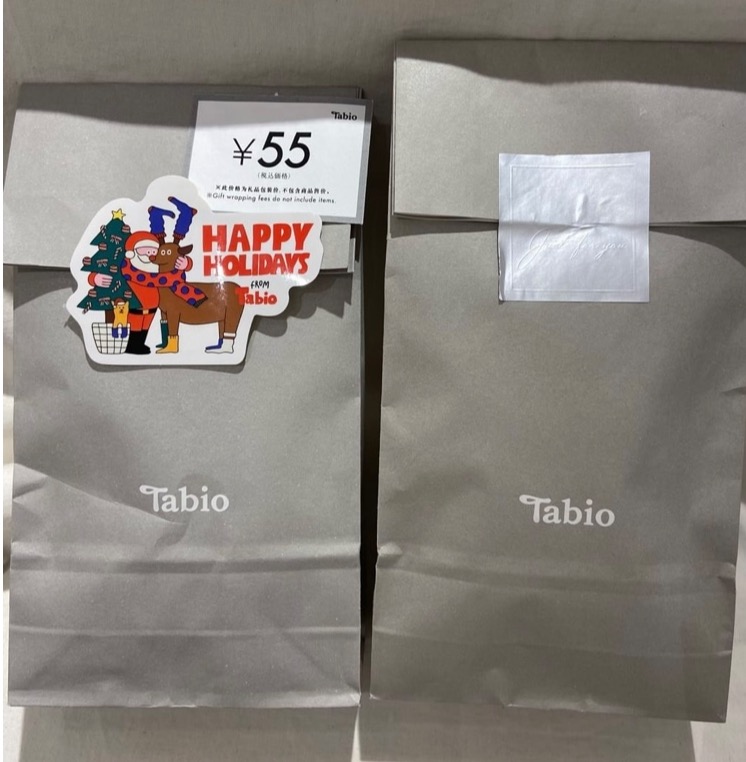 Tabio
¥55
(税込価格)
※此价格为礼品包装价,不包含商品售价。
※Gift wrapping fees do not include items.
HAPPY
HOLIDAYS
FROM
Tabio
Tabio
Tabio